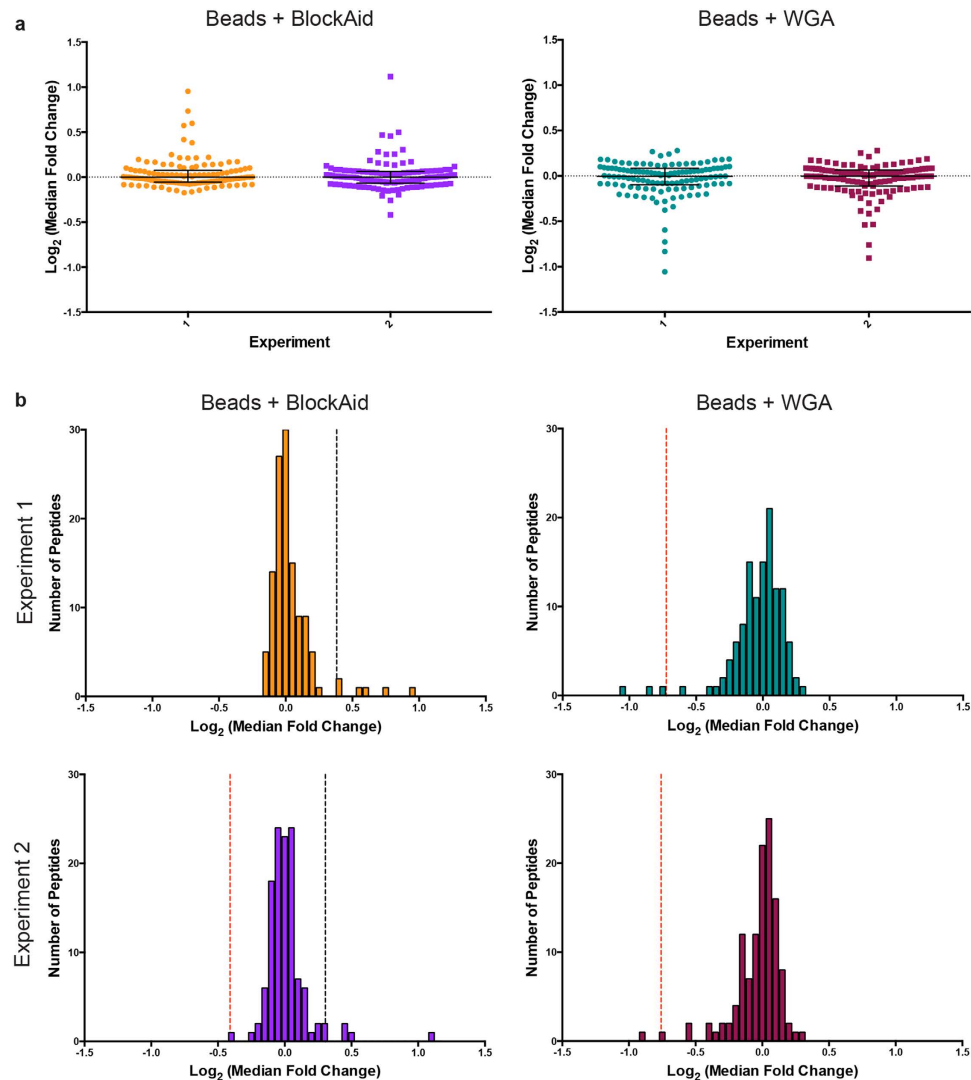 a
Beads + BlockAid
Beads + WGA
Log2 (Median Fold Change)
1.5
1.0
0.5
0.0
-0.5
-1.0
-1.5
1
2
Experiment
Log2 (Median Fold Change)
1.5
1.0
0.5
0.0
-0.5
-1.0
-1.5
1
2
Experiment
b
Beads + BlockAid
Beads + WGA
Experiment 1
Number of Peptides
30
20
10
0
-1.5 -1.0 -0.5 0.0 0.5 1.0 1.5
Log2 (Median Fold Change)
Number of Peptides
30
20
10
0
-1.5 -1.0 -0.5 0.0 0.5 1.0 1.5
Log2 (Median Fold Change)
Experiment 2
Number of Peptides
30
20
10
0
-1.5 -1.0 -0.5 0.0 0.5 1.0 1.5
Log2 (Median Fold Change)
Number of Peptides
30
20
10
0
-1.5 -1.0 -0.5 0.0 0.5 1.0 1.5
Log2 (Median Fold Change)